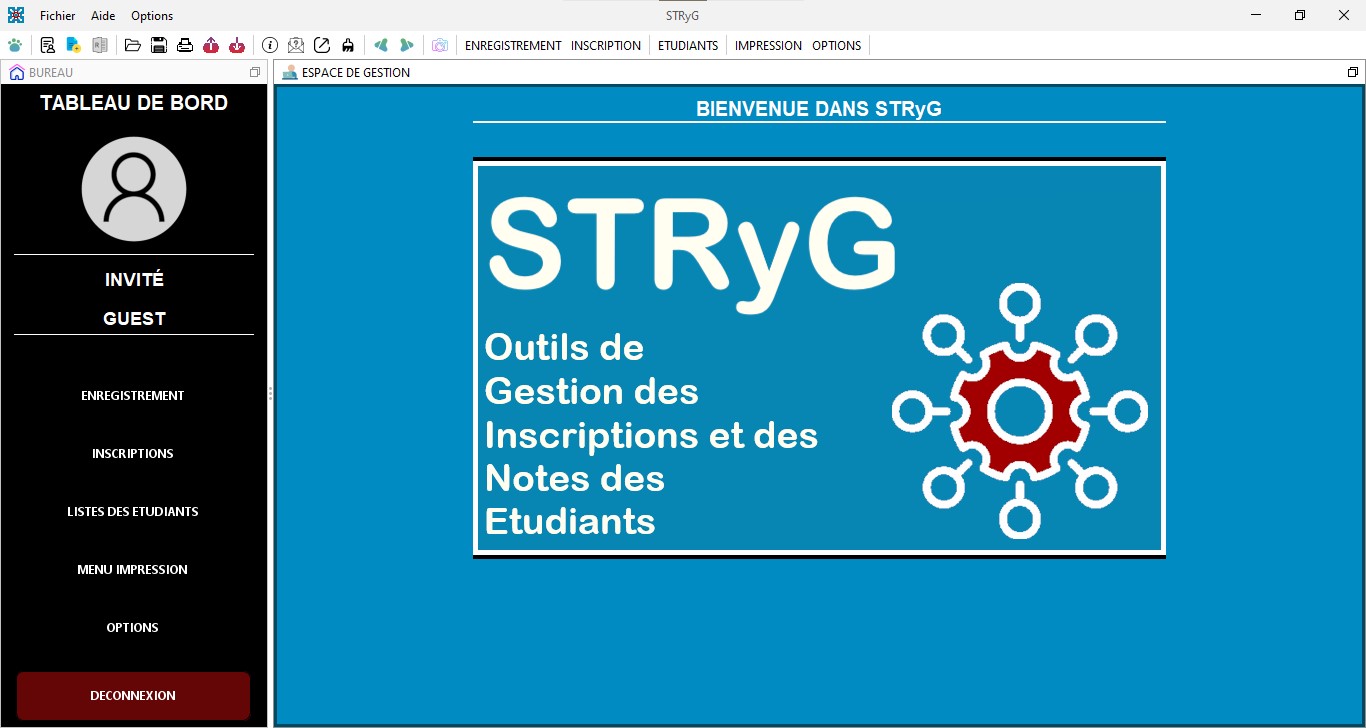 Fichier Aide Options STRyG
ENREGISTREMENT INSCRIPTION ETUDIANTS IMPRESSION OPTIONS
BUREAU
ESPACE DE GESTION
TABLEAU DE BORD
INVITÉ
GUEST
ENREGISTREMENT
INSCRIPTIONS
LISTES DES ETUDIANTS
MENU IMPRESSION
OPTIONS
DECONNEXION
BIENVENUE DANS STRyG
STRyG
Outils de
Gestion des
Inscriptions et des
Notes des
Etudiants